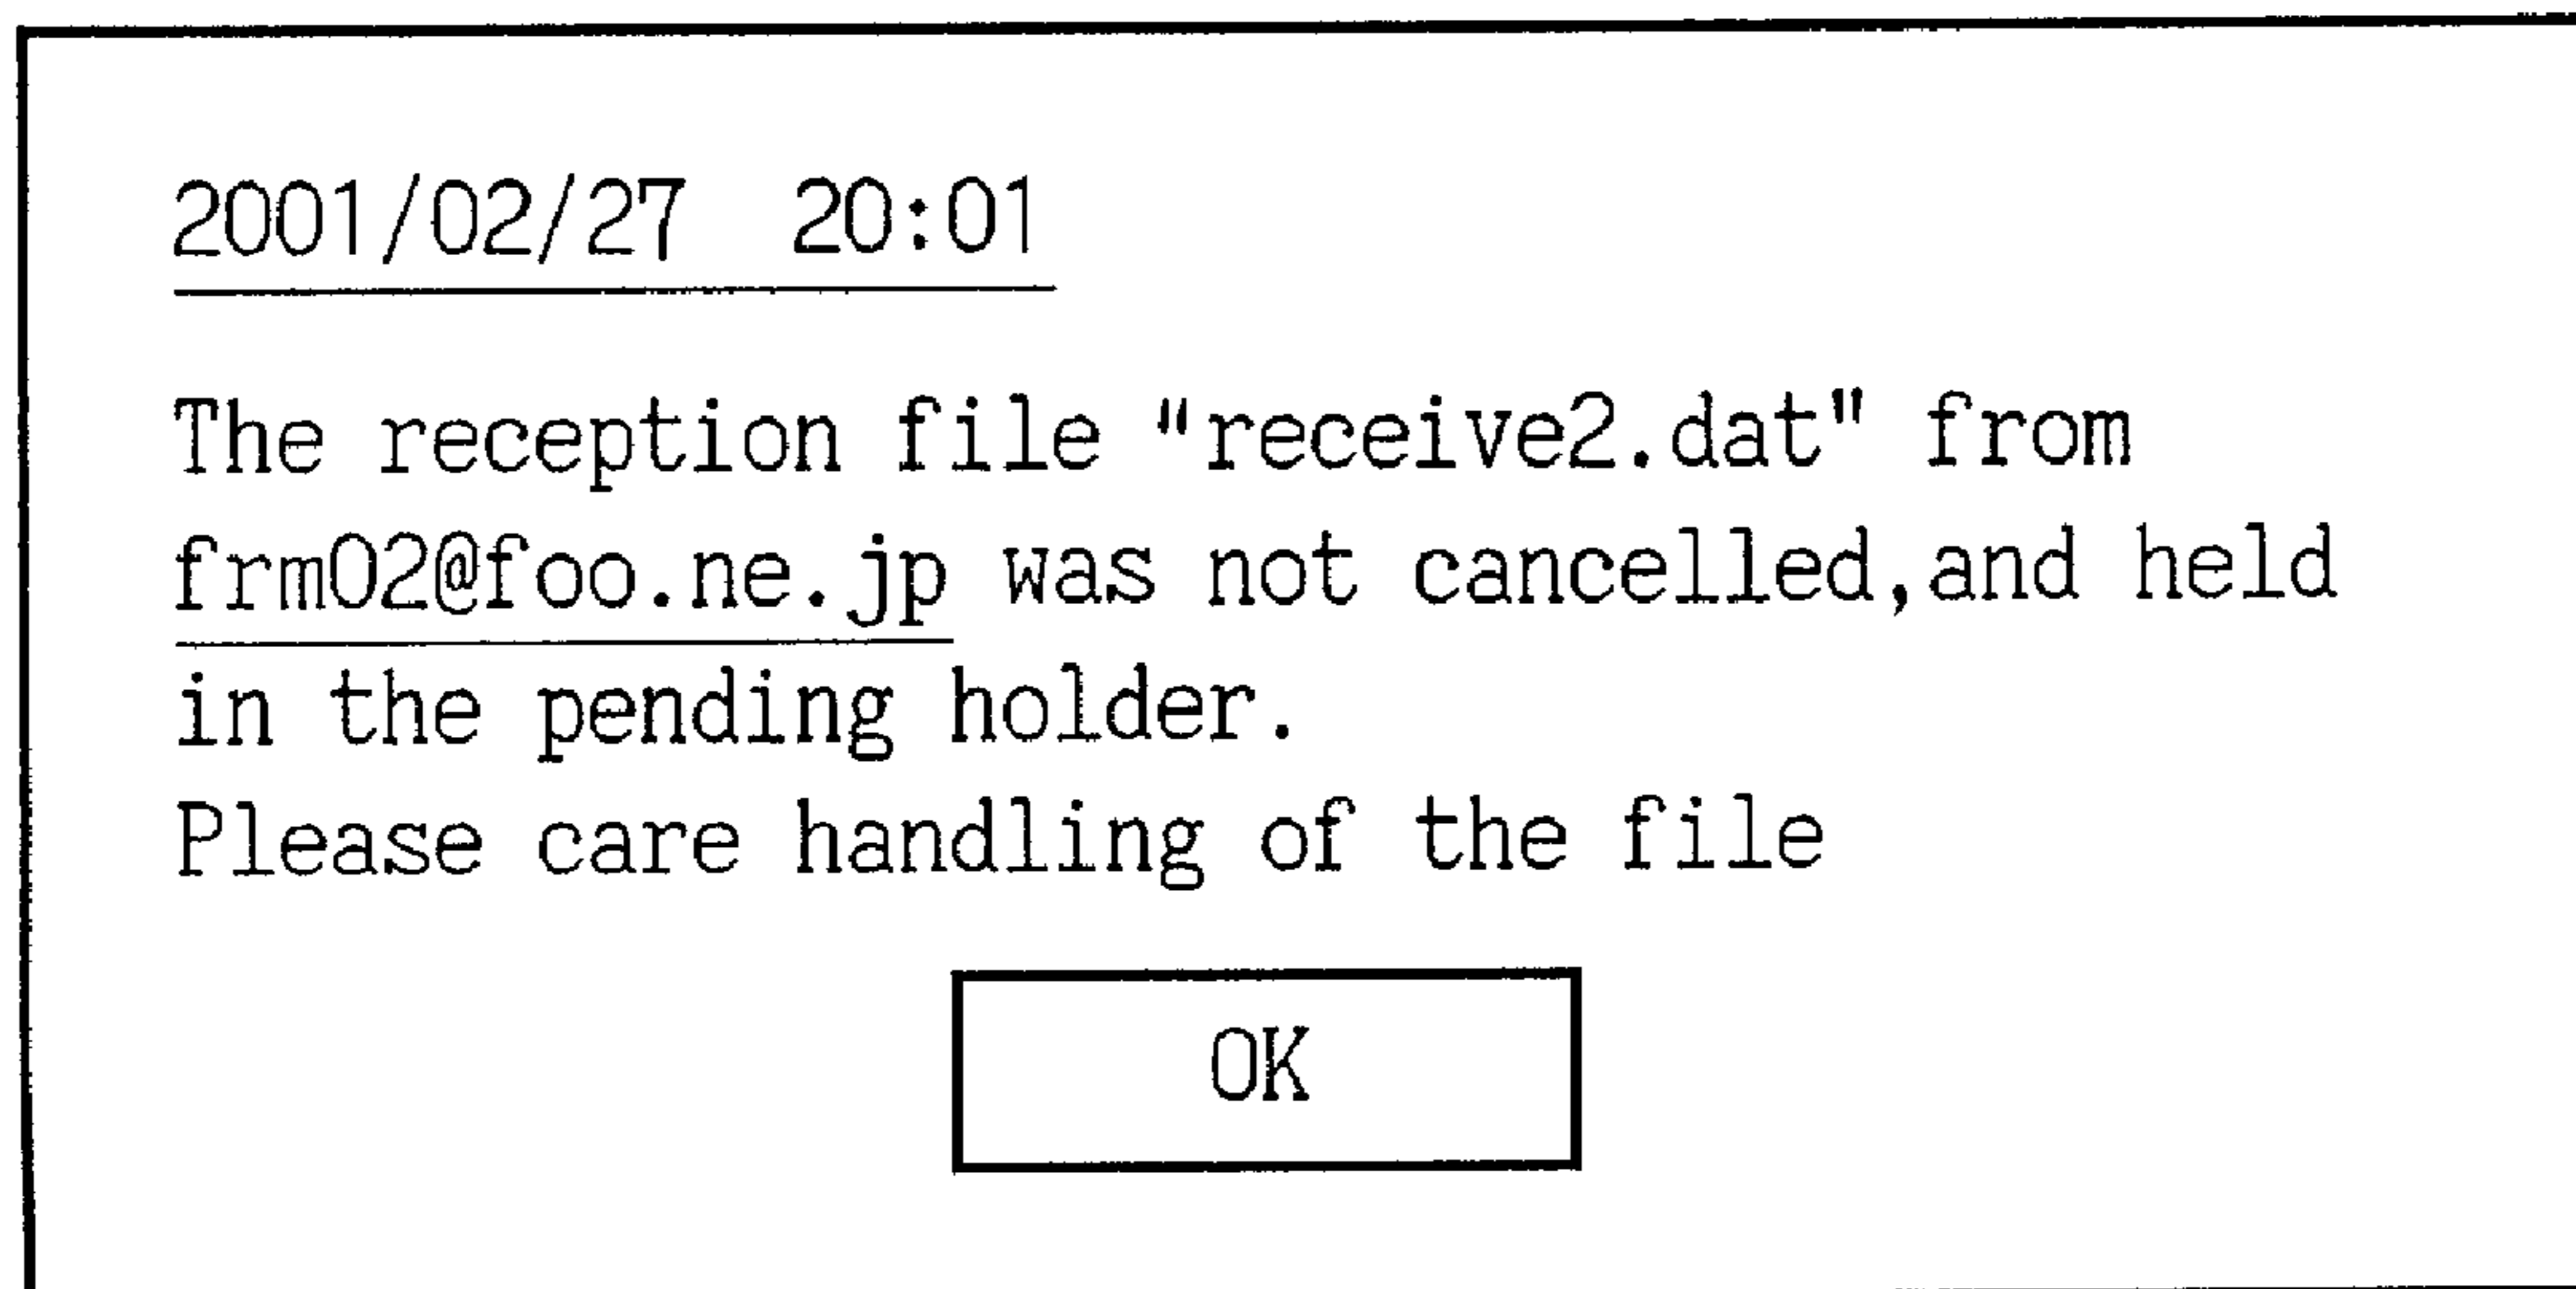 2001/02/27 20:01
The reception file "receive2.dat" from
frm02@foo.ne.jp was not cancelled,and held
in the pending holder.
Please care handling of the file
OK